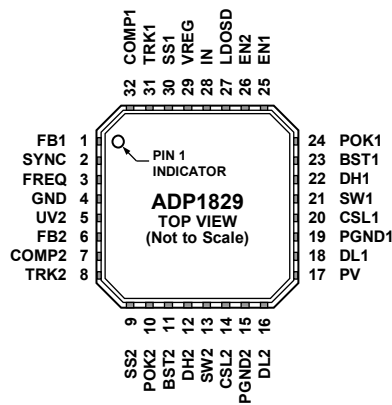 32 COMP1
31 TRK1
30 SS1
29 VREG
28 IN
27 LDOSD
26 EN2
25 EN1
FB1 1
SYNC 2
FREQ 3
GND 4
UV2 5
FB2 6
COMP2 7
TRK2 8
PIN 1
INDICATOR
ADP1829
TOP VIEW
(Not to Scale)
24 POK1
23 BST1
22 DH1
21 SW1
20 CSL1
19 PGND1
18 DL1
17 PV
SS2 9
POK2 10
BST2 11
DH2 12
SW2 13
CSL2 14
PGND2 15
DL2 16